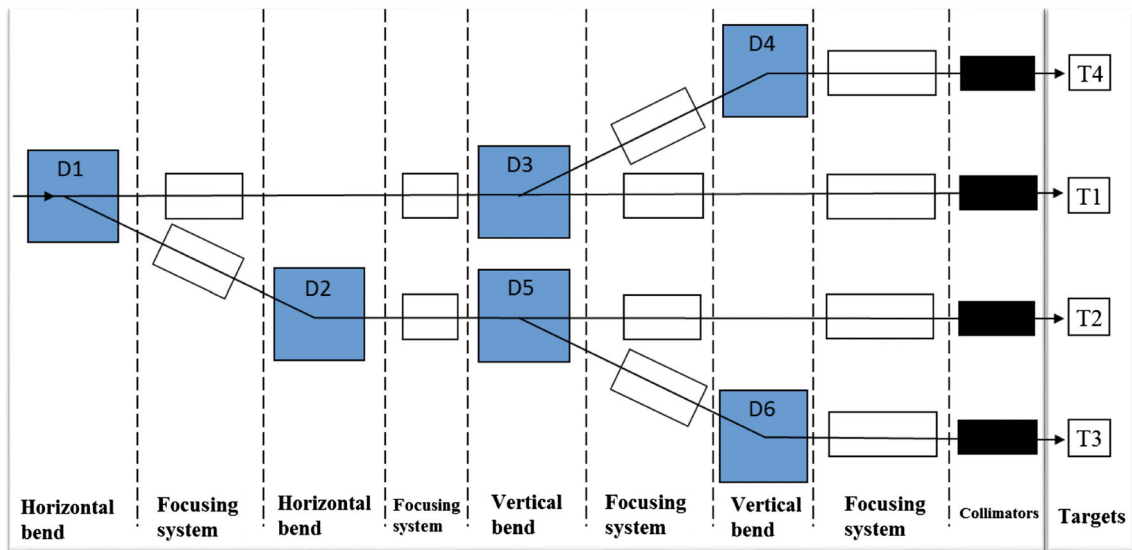 D4
T4
D1
D3
T1
D2
D5
T2
D6
T3
Horizontal
bend
Focusing
system
Horizontal
bend
Focusing
system
Vertical
bend
Focusing
system
Vertical
bend
Focusing
system
Collimators
Targets